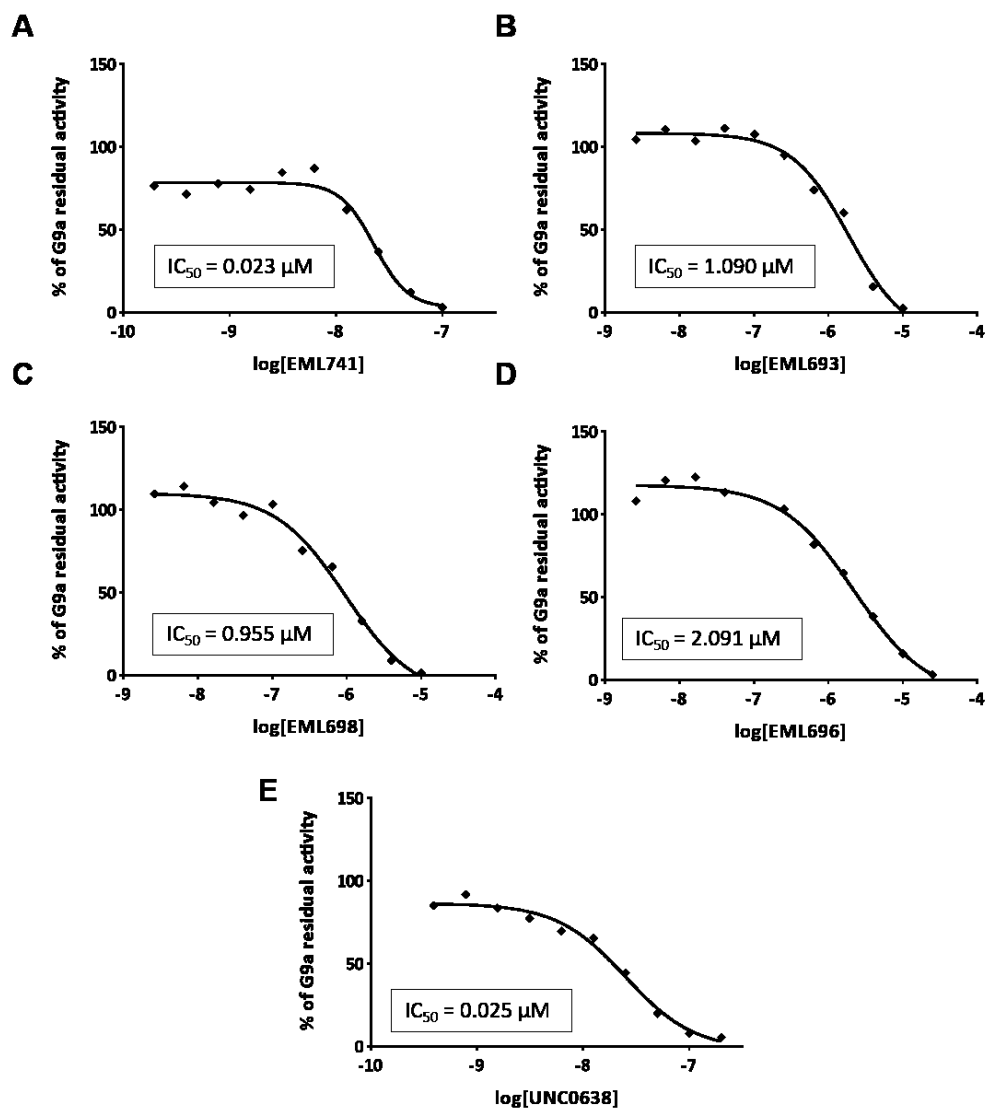 A
150
100
50
0
% of G9a residual activity
IC50 = 0.023 µM
-10
-9
-8
-7
log[EML741]
B
150
100
50
0
% of G9a residual activity
IC50 = 1.090 µM
-9
-8
-7
-6
-5
-4
log[EML693]
C
150
100
50
0
% of G9a residual activity
IC50 = 0.955 µM
-9
-8
-7
-6
-5
-4
log[EML698]
D
150
100
50
0
% of G9a residual activity
IC50 = 2.091 µM
-9
-8
-7
-6
-5
-4
log[EML696]
E
150
100
50
0
% of G9a residual activity
IC50 = 0.025 µM
-10
-9
-8
-7
log[UNC0638]